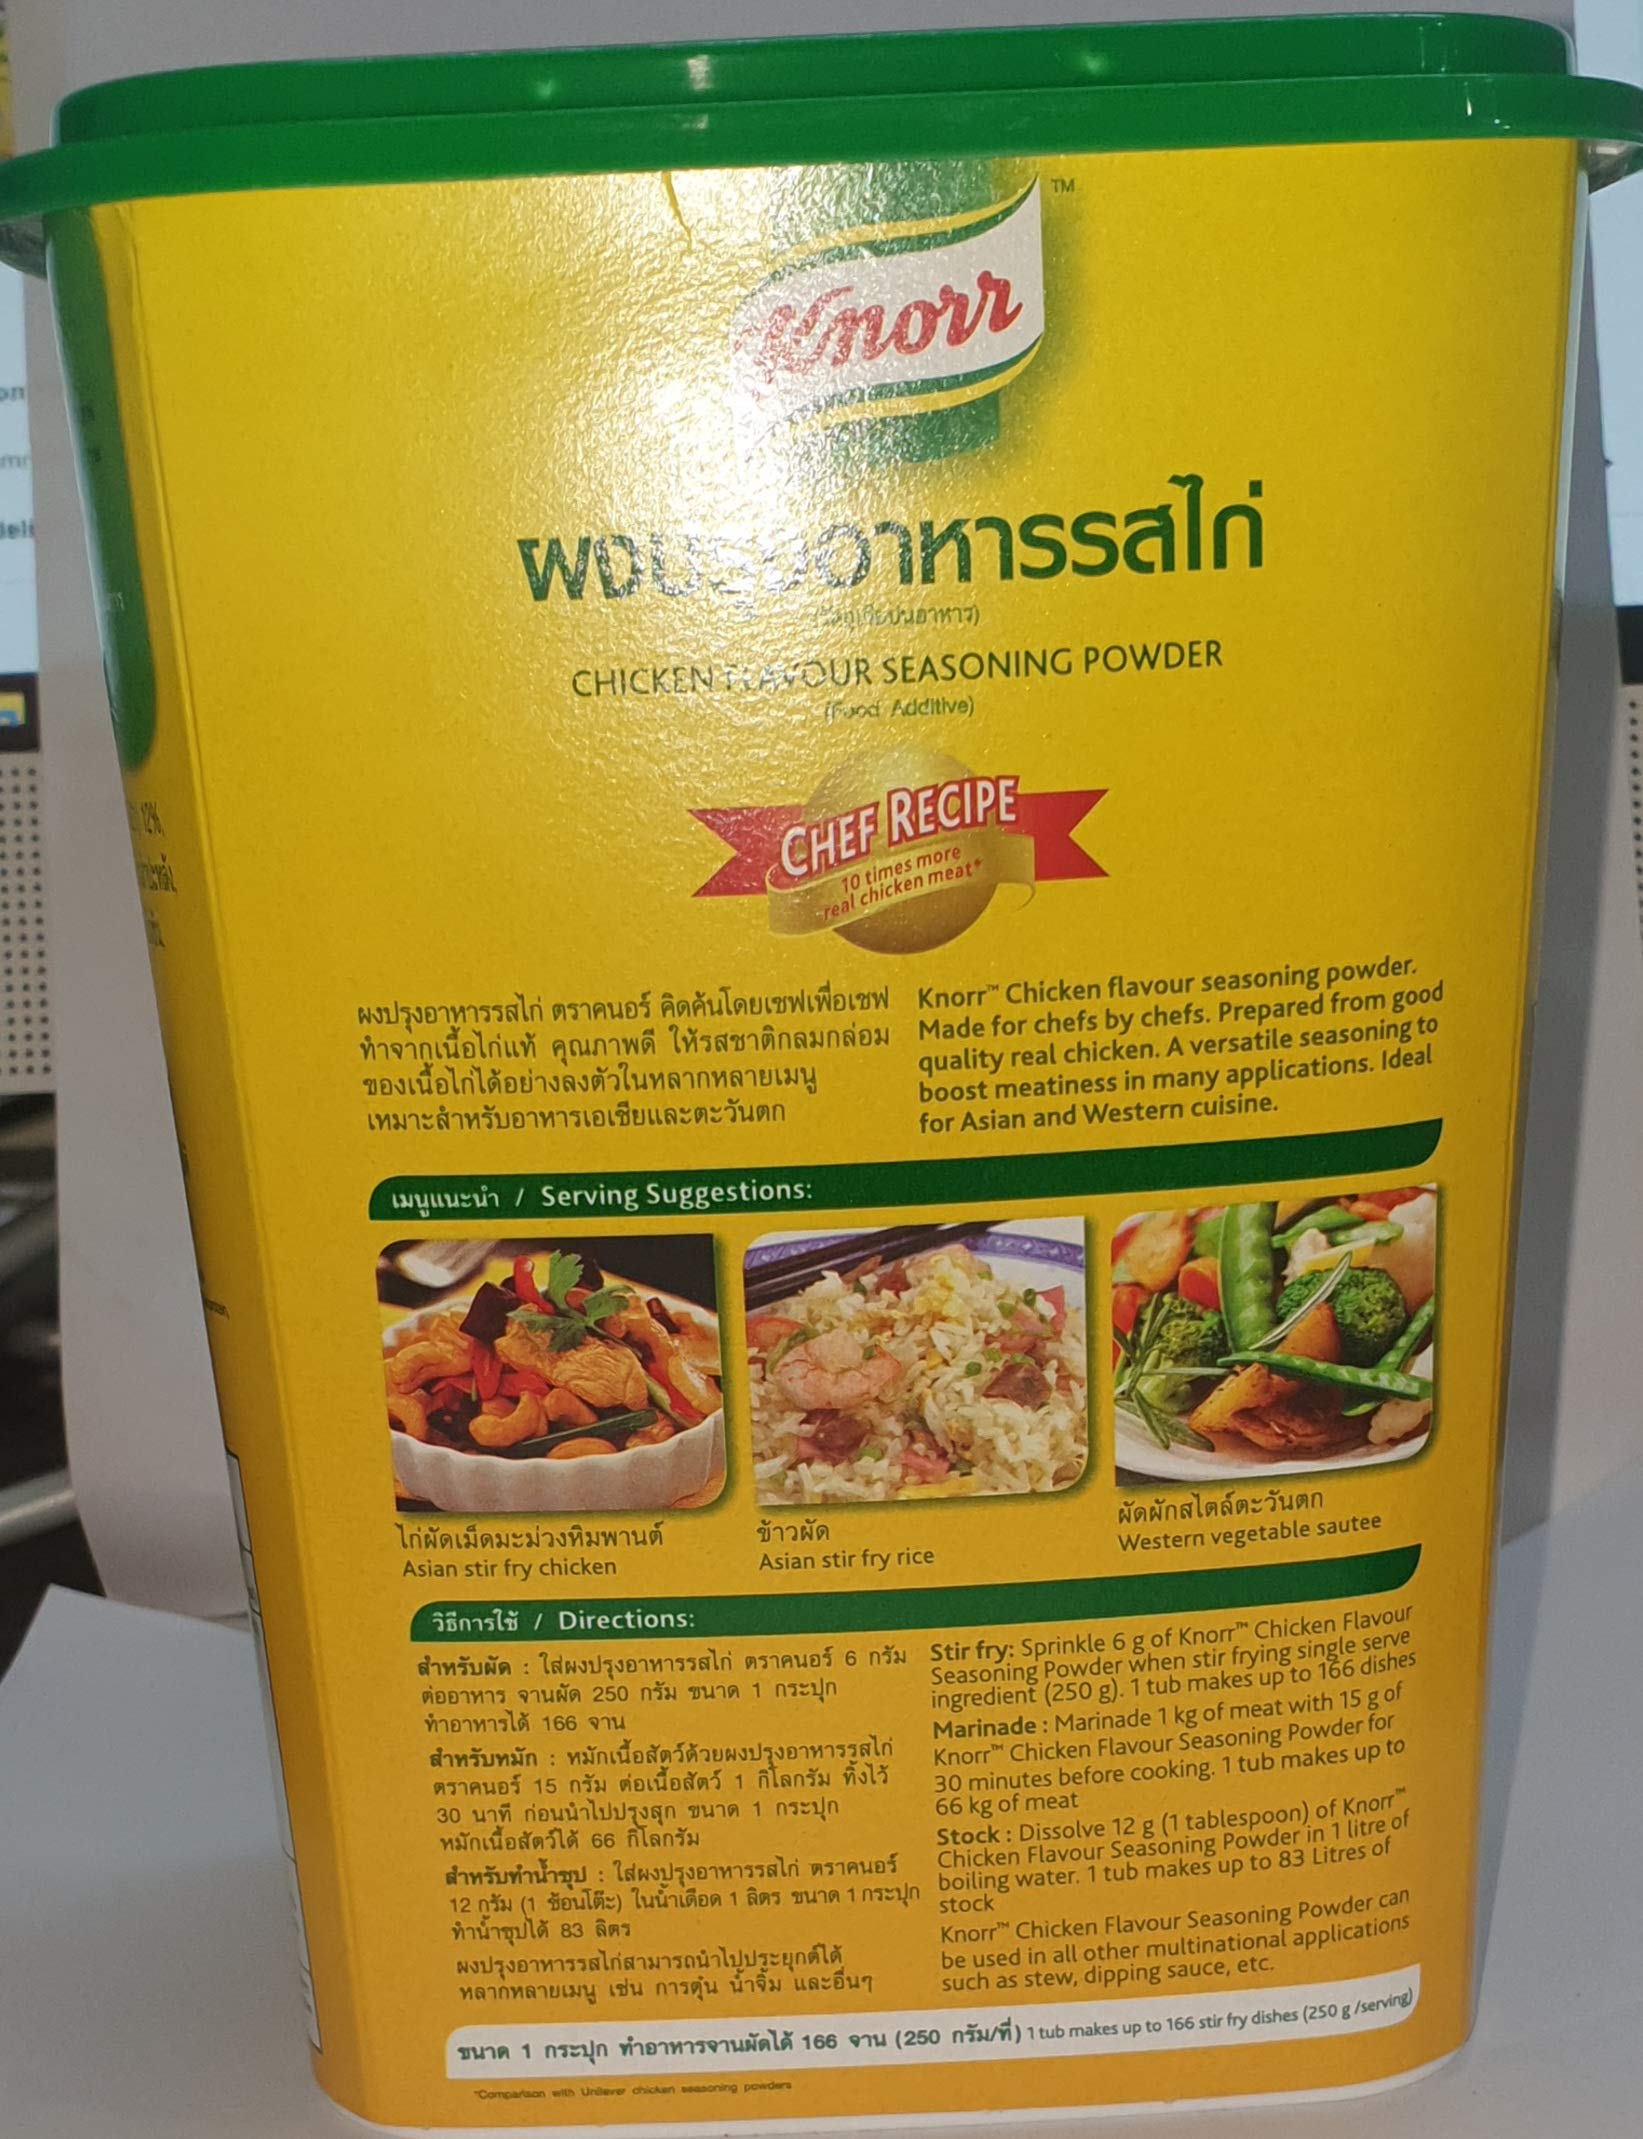 Knorr
TM
อาหารรสไก่
CHICKEN FLAVOUR SEASONING POWDER
(Food Additive)
CHEF RECIPE
10 times more
real chicken meat*
12%,
ผงปรุงอาหารรสไก่ ตราคนอร์ คิดค้นโดยเชฟเพื่อเชฟ
ทำจากเนื้อไก่แท้ คุณภาพดี ให้รสชาติกลมกล่อม
ของเนื้อไก่ได้อย่างลงตัวในหลากหลายเมนู
เหมาะสำหรับอาหารเอเชียและตะวันตก
Knorr™ Chicken flavour seasoning powder.
Made for chefs by chefs. Prepared from good
quality real chicken. A versatile seasoning to
boost meatiness in many applications. Ideal
for Asian and Western cuisine.
เมนูแนะนำ / Serving Suggestions:
ไก่ผัดเม็ดมะม่วงหิมพานต์
Asian stir fry chicken
ข้าวผัด
Asian stir fry rice
ผัดผักสไตล์ตะวันตก
Western vegetable sautee
วิธีการใช้ / Directions:
สำหรับผัด : ใส่ผงปรุงอาหารรสไก่ ตราคนอร์ 6 กรัม
ต่ออาหาร จานผัด 250 กรัม ขนาด 1 กระปุก
ทำอาหารได้ 166 จาน
สำหรับหมัก : หมักเนื้อสัตว์ด้วยผงปรุงอาหารรสไก่
ตราคนอร์ 15 กรัม ต่อเนื้อสัตว์ 1 กิโลกรัม ทิ้งไว้
30 นาที ก่อนนำไปปรุงสุก ขนาด 1 กระปุก
หมักเนื้อสัตว์ได้ 66 กิโลกรัม
สำหรับทำน้ำซุป : ใส่ผงปรุงอาหารรสไก่ ตราคนอร์
12 กรัม (1 ช้อนโต๊ะ) ในน้ำเดือด 1 ลิตร ขนาด 1 กระปุก
ทำน้ำซุปได้ 83 ลิตร
ผงปรุงอาหารรสไก่สามารถนำไปประยุกต์ได้
หลากหลายเมนู เช่น การตุ๋น น้ำจิ้ม และอื่นๆ
Stir fry: Sprinkle 6 g of Knorr™ Chicken Flavour
Seasoning Powder when stir frying single serve
ingredient (250 g). 1 tub makes up to 166 dishes
Marinade : Marinade 1 kg of meat with 15 g of
Knorr™ Chicken Flavour Seasoning Powder for
30 minutes before cooking. 1 tub makes up to
66 kg of meat
Stock : Dissolve 12 g (1 tablespoon) of Knorr™
Chicken Flavour Seasoning Powder in 1 litre of
boiling water. 1 tub makes up to 83 Litres of
stock
Knorr™ Chicken Flavour Seasoning Powder can
be used in all other multinational applications
such as stew, dipping sauce, etc.
ขนาด 1 กระปุก ทำอาหารจานผัดได้ 166 จาน (250 กรัม/ที่) 1 tub makes up to 166 stir fry dishes (250 g /serving)
*Comparison with Unilever chicken seasoning powders